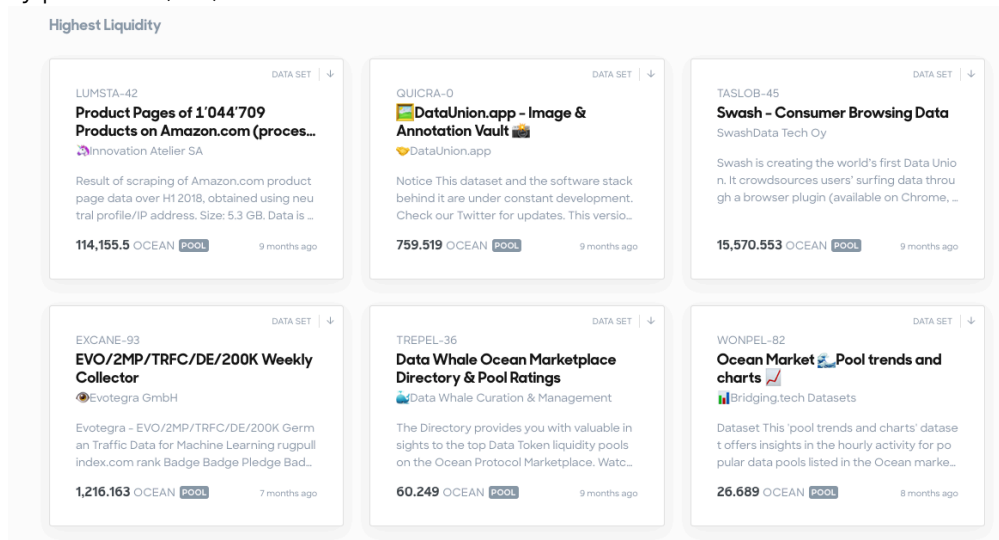 Highest Liquidity
DATA SET
LUMSTA-42
Product Pages of 1'044'709
Products on Amazon.com (proces...
🦄Innovation Atelier SA
Result of scraping of Amazon.com product
page data over H1 2018, obtained using neu
tral profile/IP address. Size: 5.3 GB. Data is ...
114,155.5 OCEAN POOL
9 months ago
DATA SET
QUICRA-0
🖼️DataUnion.app - Image &
Annotation Vault 📸
🤝DataUnion.app
Notice This dataset and the software stack
behind it are under constant development.
Check our Twitter for updates. This versio...
759.519 OCEAN POOL
9 months ago
DATA SET
TASLOB-45
Swash - Consumer Browsing Data
SwashData Tech Oy
Swash is creating the world's first Data Unio
n. It crowdsources users' surfing data throu
gh a browser plugin (available on Chrome, ...
15,570.553 OCEAN POOL
9 months ago
DATA SET
EXCANE-93
EVO/2MP/TRFC/DE/200K Weekly
Collector
👁️Evotegra GmbH
Evotegra - EVO/2MP/TRFC/DE/200K Germ
an Traffic Data for Machine Learning rugpull
index.com rank Badge Badge Pledge Bad...
1,216.163 OCEAN POOL
7 months ago
DATA SET
TREPEL-36
Data Whale Ocean Marketplace
Directory & Pool Ratings
🐳Data Whale Curation & Management
The Directory provides you with valuable in
sights to the top Data Token liquidity pools
on the Ocean Protocol Marketplace. Watc...
60.249 OCEAN POOL
9 months ago
DATA SET
WONPEL-82
Ocean Market 🌊Pool trends and
charts 📈
📊Bridging.tech Datasets
Dataset This 'pool trends and charts' datase
t offers insights in the hourly activity for po
pular data pools listed in the Ocean marke...
26.689 OCEAN POOL
8 months ago